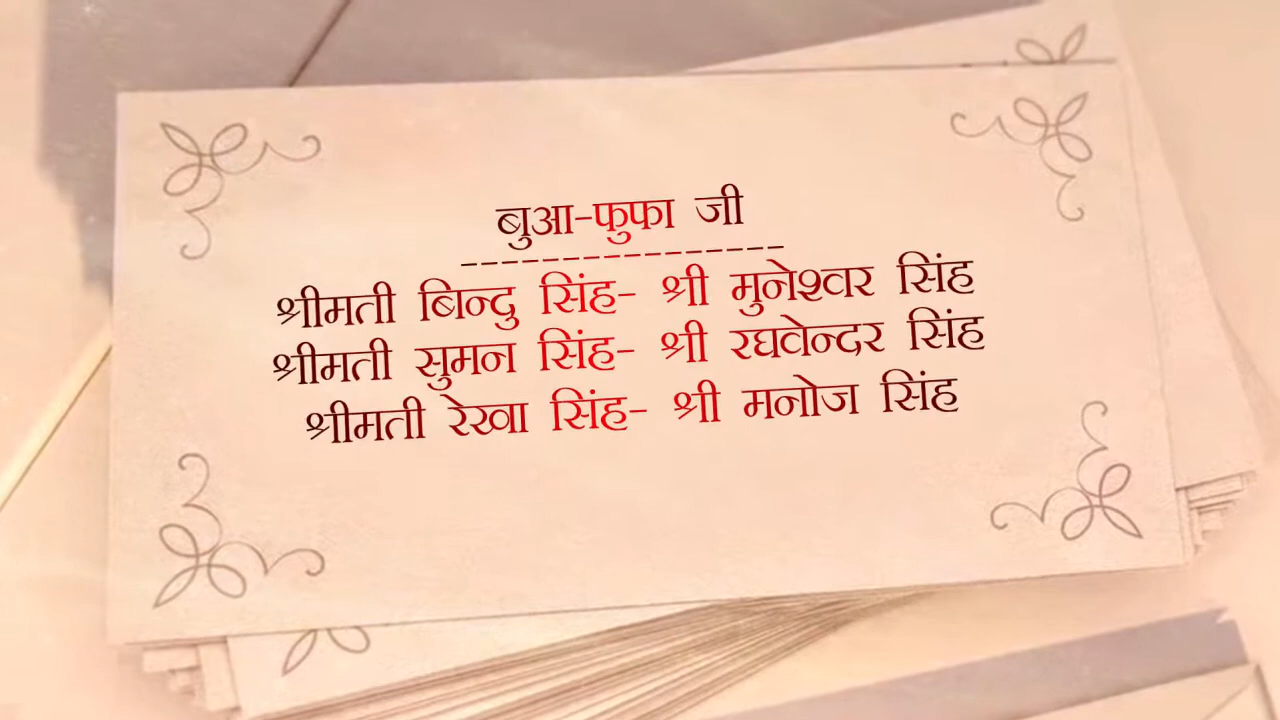 बुआ-फुफा जी
----------------
श्रीमती बिन्दु सिंह- श्री मुनेश्वर सिंह
श्रीमती सुमन सिंह- श्री रघवेन्दर सिंह
श्रीमती रेखा सिंह- श्री मनोज सिंह